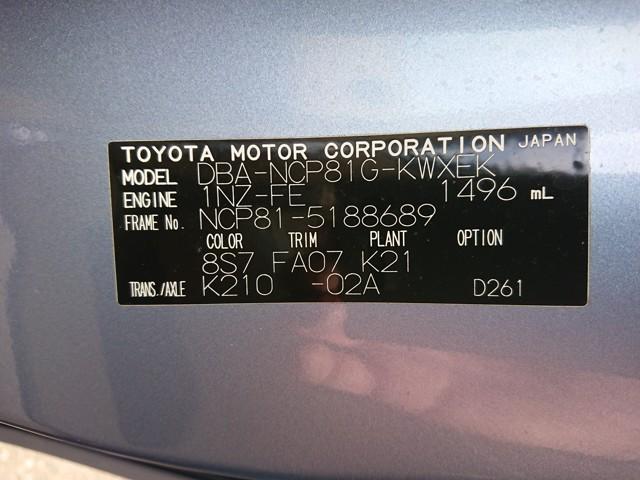 TOYOTA MOTOR CORPORATION JAPAN
MODEL DBA-NCP81G-KWXEK
ENGINE 1NZ-FE 1496 mL
FRAME No. NCP81-5188689
COLOR TRIM PLANT OPTION
8S7 FA07 K21
TRANS./AXLE K210 -02A D261